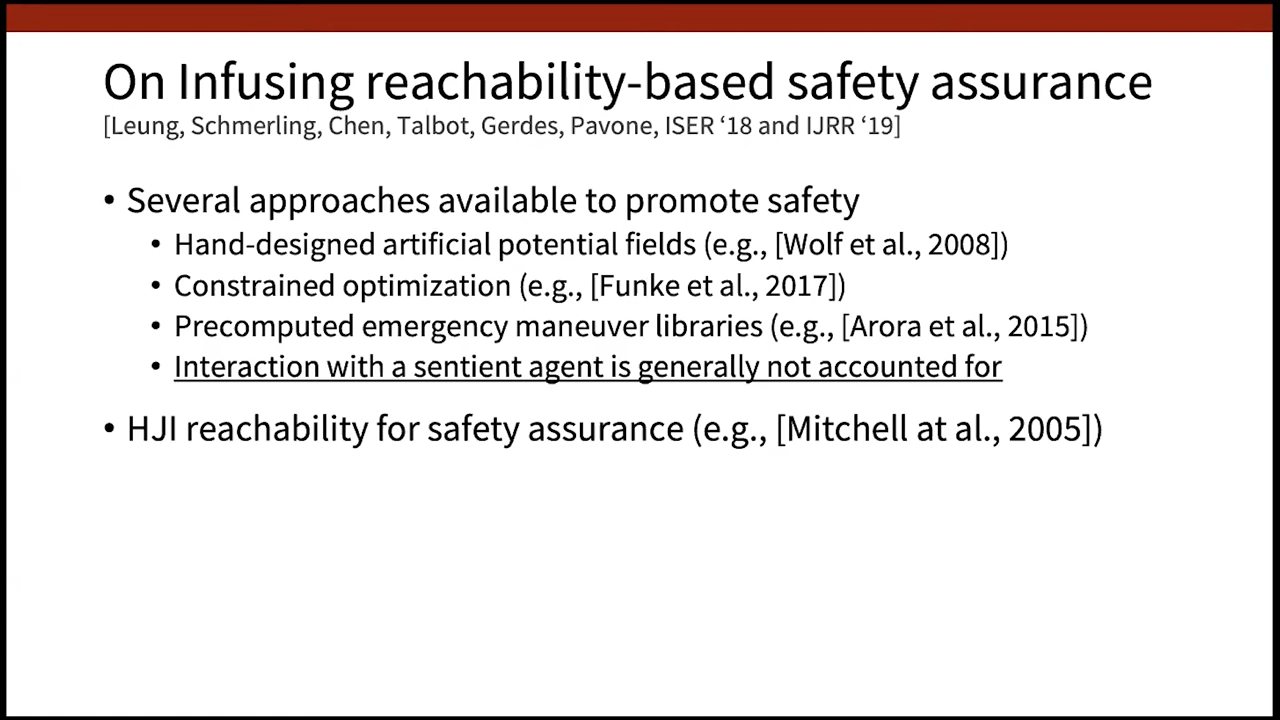 On Infusing reachability-based safety assurance
[Leung, Schmerling, Chen, Talbot, Gerdes, Pavone, ISER ‘18 and IJRR ‘19]
• Several approaches available to promote safety
• Hand-designed artificial potential fields (e.g., [Wolf et al., 2008])
• Constrained optimization (e.g., [Funke et al., 2017])
• Precomputed emergency maneuver libraries (e.g., [Arora et al., 2015])
• Interaction with a sentient agent is generally not accounted for
• HJI reachability for safety assurance (e.g., [Mitchell at al., 2005])